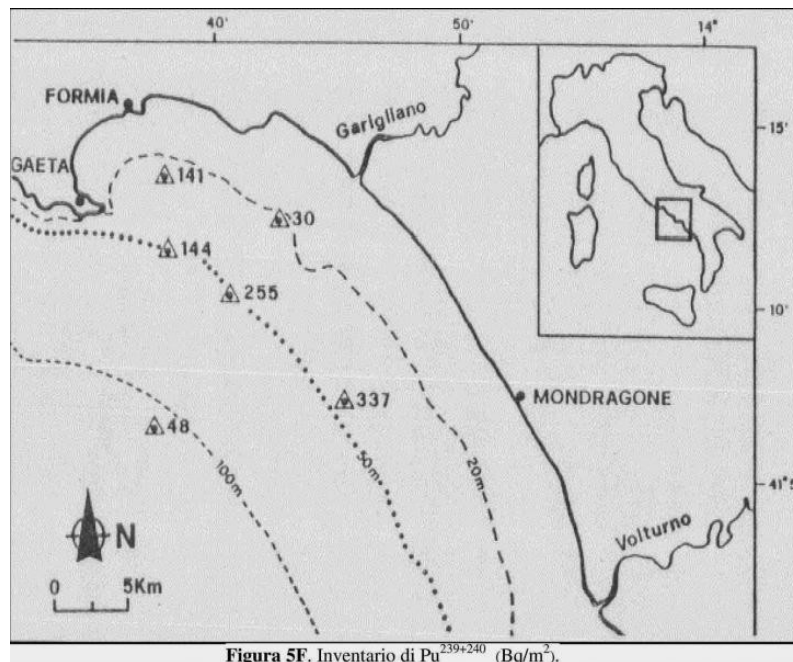 40' 50' 14°
FORMIA
Garigliano
15'
GAETA
141
30
144
255
10'
337
MONDRAGONE
48
50m
20m
100m
41°5'
N
Volturno
0 5Km
Figura 5F. Inventario di Pu239+240 (Bq/m2).